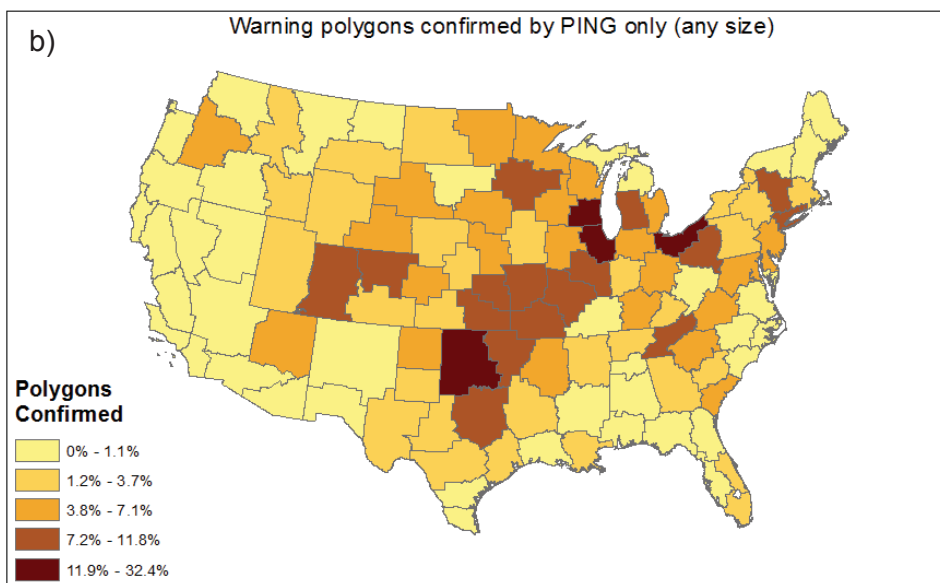 Warning polygons confirmed by PING only (any size)
b)
Polygons
Confirmed
0% - 1.1%
1.2% - 3.7%
3.8% - 7.1%
7.2% - 11.8%
11.9% - 32.4%